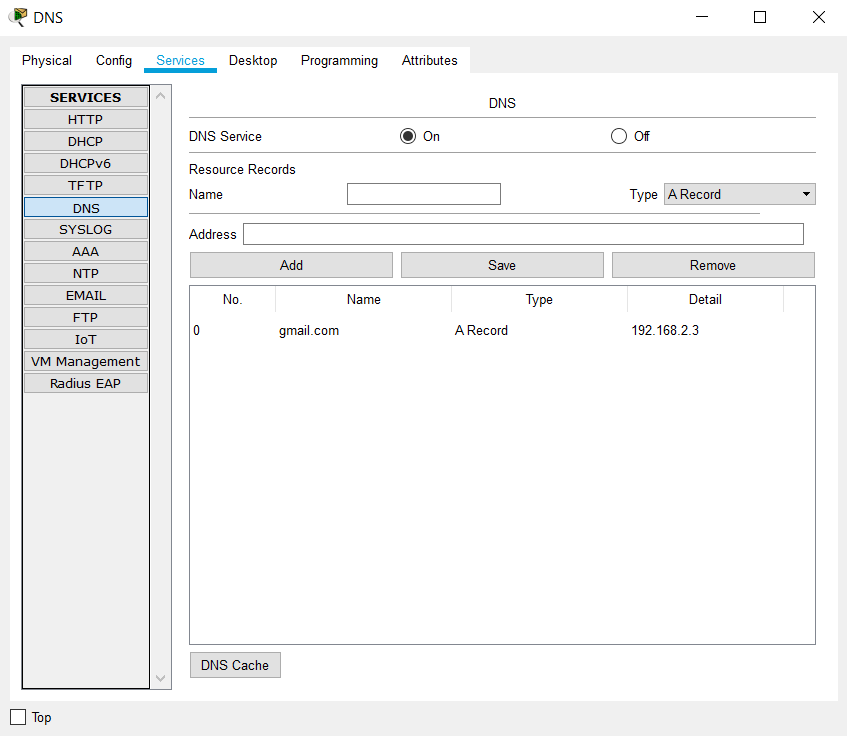 DNS
Physical Config Services Desktop Programming Attributes
SERVICES
HTTP
DHCP
DHCPv6
TFTP
DNS
SYSLOG
AAA
NTP
EMAIL
FTP
IoT
VM Management
Radius EAP
DNS
DNS Service On Off
Resource Records
Name Type A Record
Address
Add Save Remove
No. Name Type Detail
0 gmail.com A Record 192.168.2.3
DNS Cache
Top